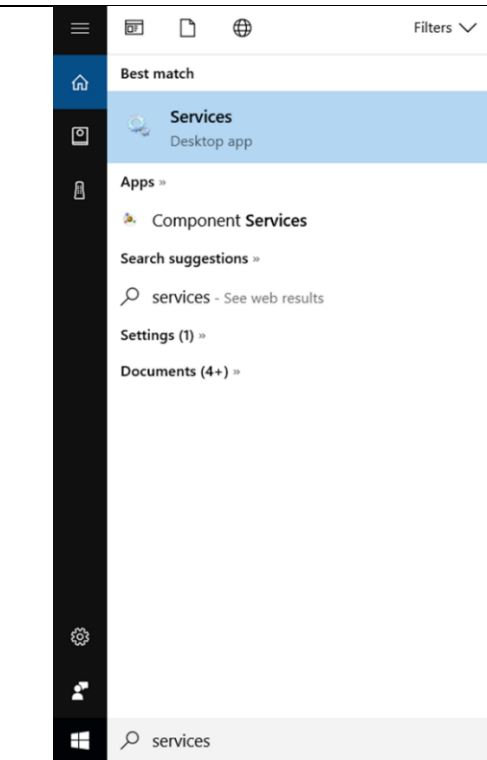 Filters
Best match
Services
Desktop app
Apps »
Component Services
Search suggestions »
services - See web results
Settings (1) »
Documents (4+) »
services